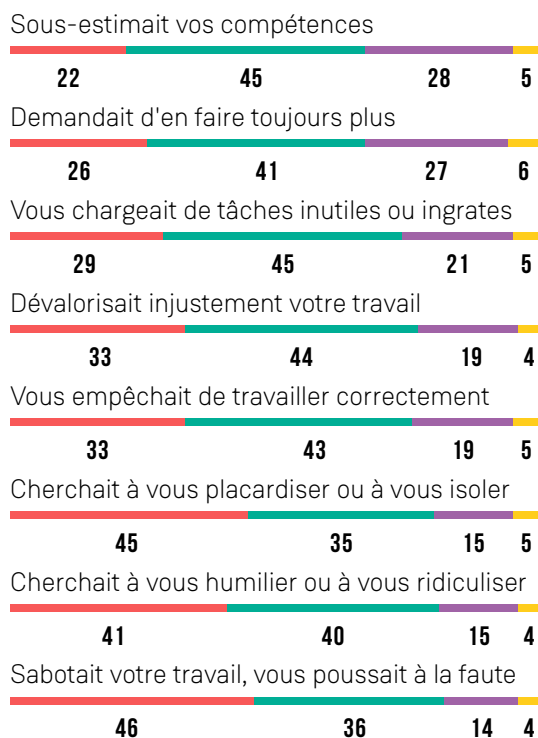 Sous-estimait vos compétences
22 45 28 5
Demandait d'en faire toujours plus
26 41 27 6
Vous chargeait de tâches inutiles ou ingrates
29 45 21 5
Dévalorisait injustement votre travail
33 44 19 4
Vous empêchait de travailler correctement
33 43 19 5
Cherchait à vous placardiser ou à vous isoler
45 35 15 5
Cherchait à vous humilier ou à vous ridiculiser
41 40 15 4
Sabotait votre travail, vous poussait à la faute
46 36 14 4